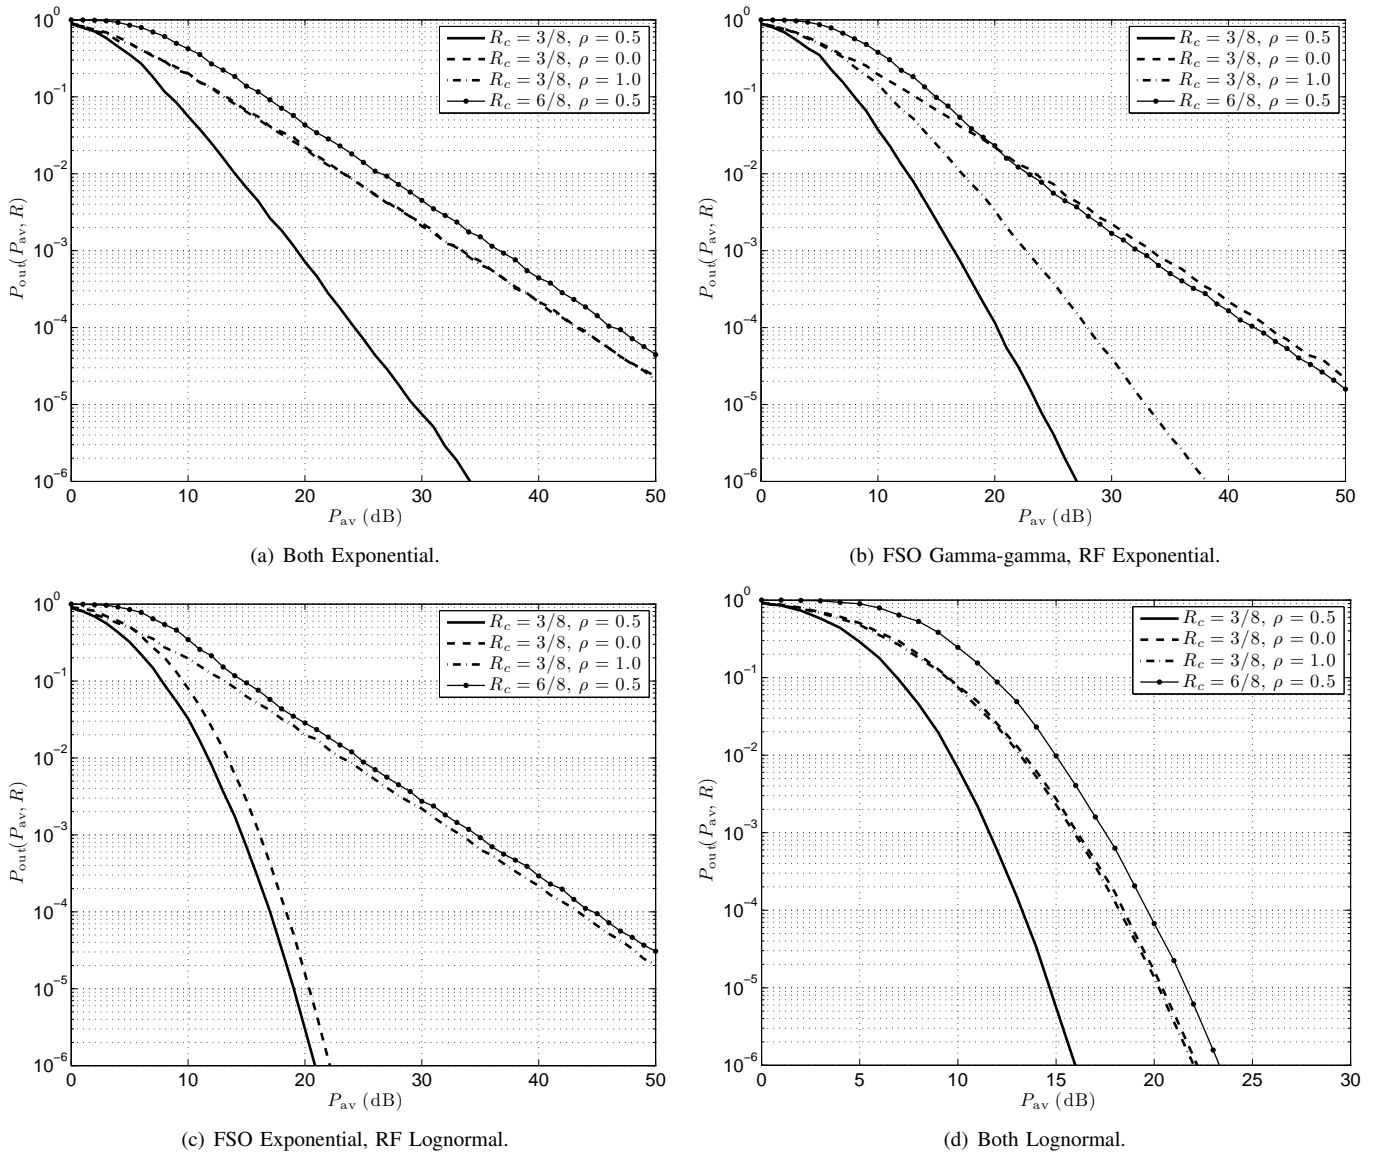 10^0
10^-1
10^-2
10^-3
10^-4
10^-5
10^-6
P_out(P_av, R)
0 10 20 30 40 50
P_av (dB)
R_c = 3/8, ρ = 0.5
R_c = 3/8, ρ = 0.0
R_c = 3/8, ρ = 1.0
R_c = 6/8, ρ = 0.5
(a) Both Exponential.
10^0
10^-1
10^-2
10^-3
10^-4
10^-5
10^-6
P_out(P_av, R)
0 10 20 30 40 50
P_av (dB)
R_c = 3/8, ρ = 0.5
R_c = 3/8, ρ = 0.0
R_c = 3/8, ρ = 1.0
R_c = 6/8, ρ = 0.5
(b) FSO Gamma-gamma, RF Exponential.
10^0
10^-1
10^-2
10^-3
10^-4
10^-5
10^-6
P_out(P_av, R)
0 10 20 30 40 50
P_av (dB)
R_c = 3/8, ρ = 0.5
R_c = 3/8, ρ = 0.0
R_c = 3/8, ρ = 1.0
R_c = 6/8, ρ = 0.5
(c) FSO Exponential, RF Lognormal.
10^0
10^-1
10^-2
10^-3
10^-4
10^-5
10^-6
P_out(P_av, R)
0 5 10 15 20 25 30
P_av (dB)
R_c = 3/8, ρ = 0.5
R_c = 3/8, ρ = 0.0
R_c = 3/8, ρ = 1.0
R_c = 6/8, ρ = 0.5
(d) Both Lognormal.